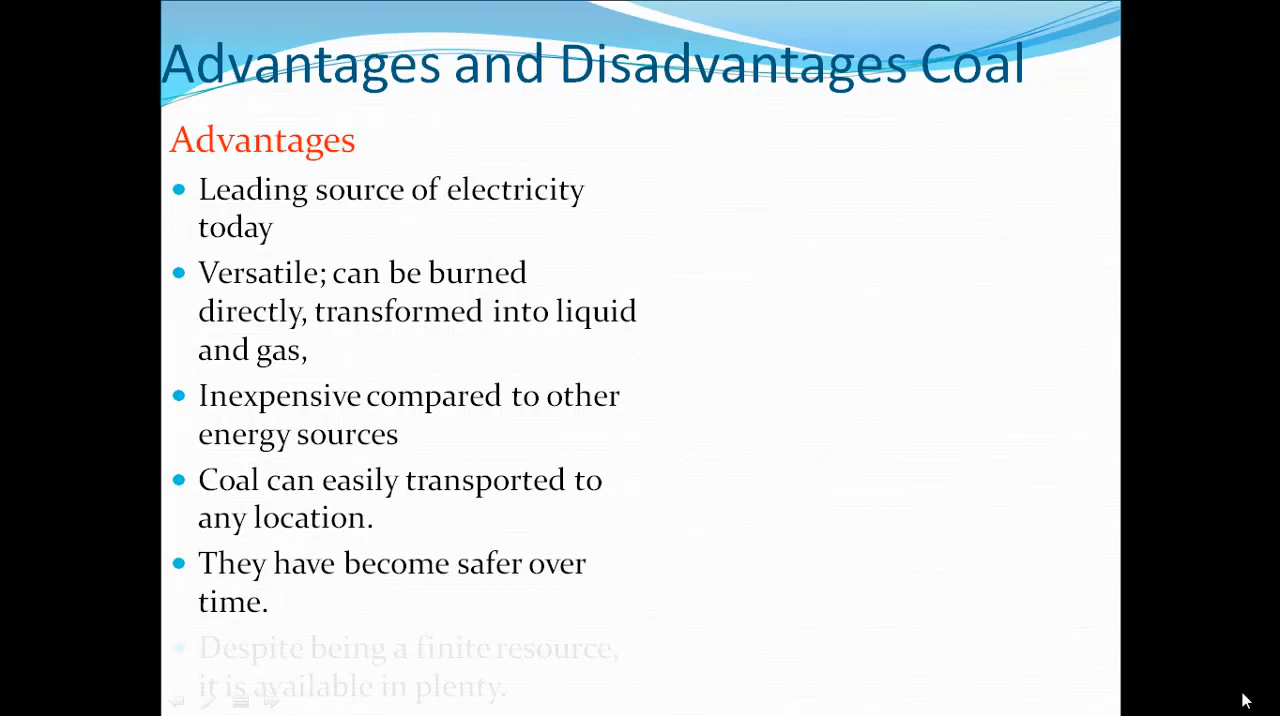 Advantages and Disadvantages Coal
Advantages
Leading source of electricity
today
Versatile; can be burned
directly, transformed into liquid
and gas,
Inexpensive compared to other
energy sources
Coal can easily transported to
any location.
They have become safer over
time.
Despite being a finite resource,
it is available in plenty.